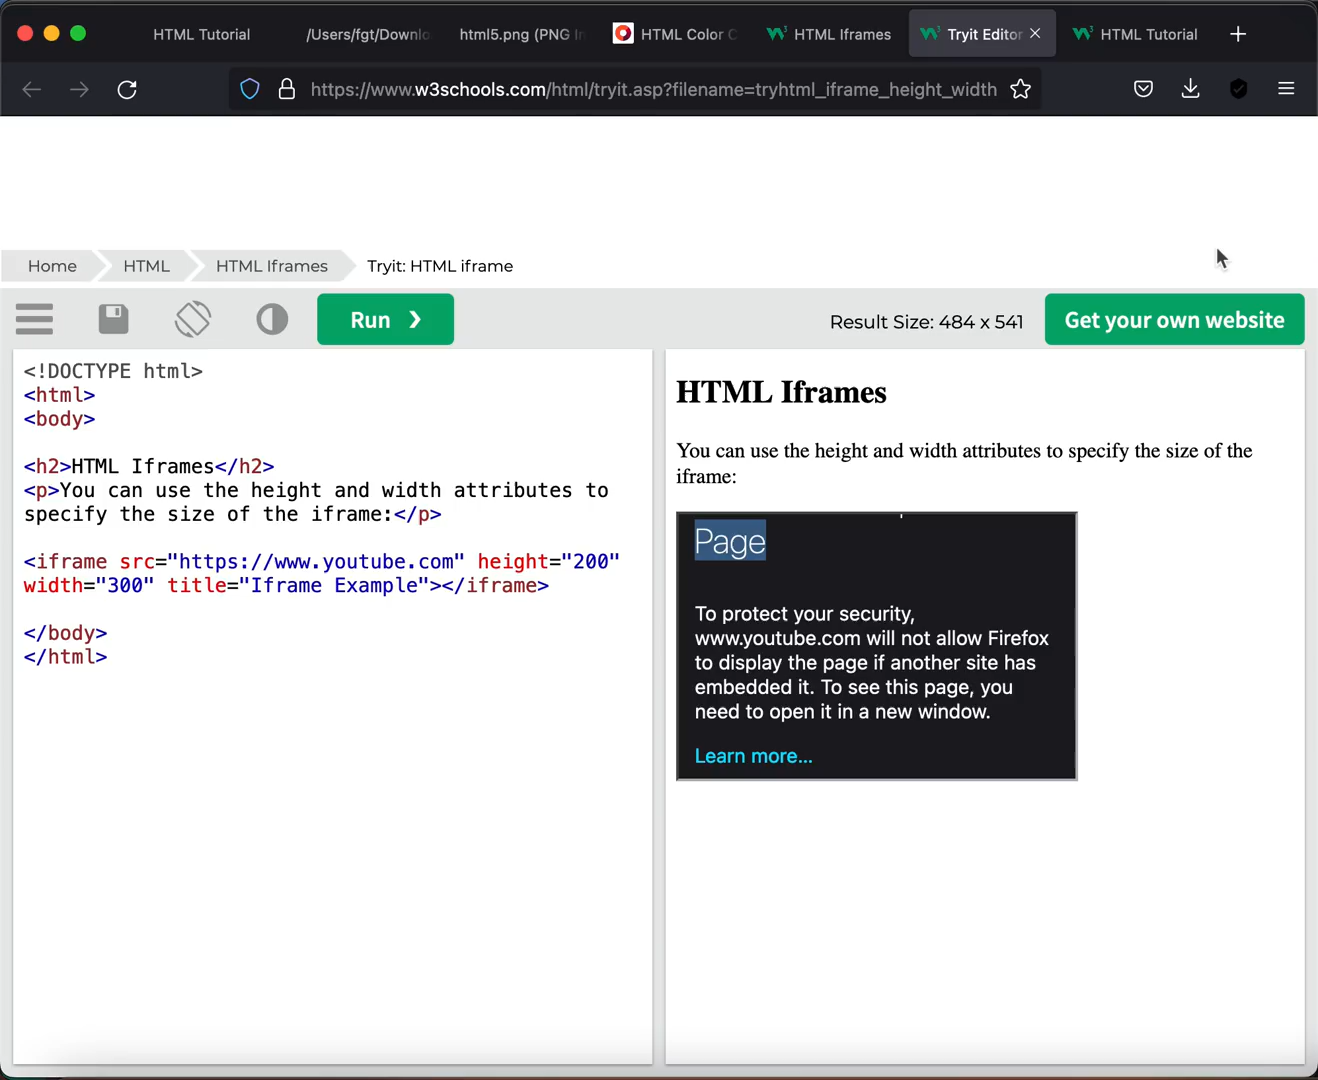 HTML Tutorial
/Users/fgt/Downlo
html5.png (PNG In
HTML Color C
HTML Iframes
Tryit Editor
HTML Tutorial
https://www.w3schools.com/html/tryit.asp?filename=tryhtml_iframe_height_width
Home
HTML
HTML Iframes
Tryit: HTML iframe
Run ❯
Result Size: 484 x 541
Get your own website
<!DOCTYPE html>
<html>
<body>
<h2>HTML Iframes</h2>
<p>You can use the height and width attributes to
specify the size of the iframe:</p>
<iframe src="https://www.youtube.com" height="200"
width="300" title="Iframe Example"></iframe>
</body>
</html>
HTML Iframes
You can use the height and width attributes to specify the size of the
iframe:
Page
To protect your security,
www.youtube.com will not allow Firefox
to display the page if another site has
embedded it. To see this page, you
need to open it in a new window.
Learn more...